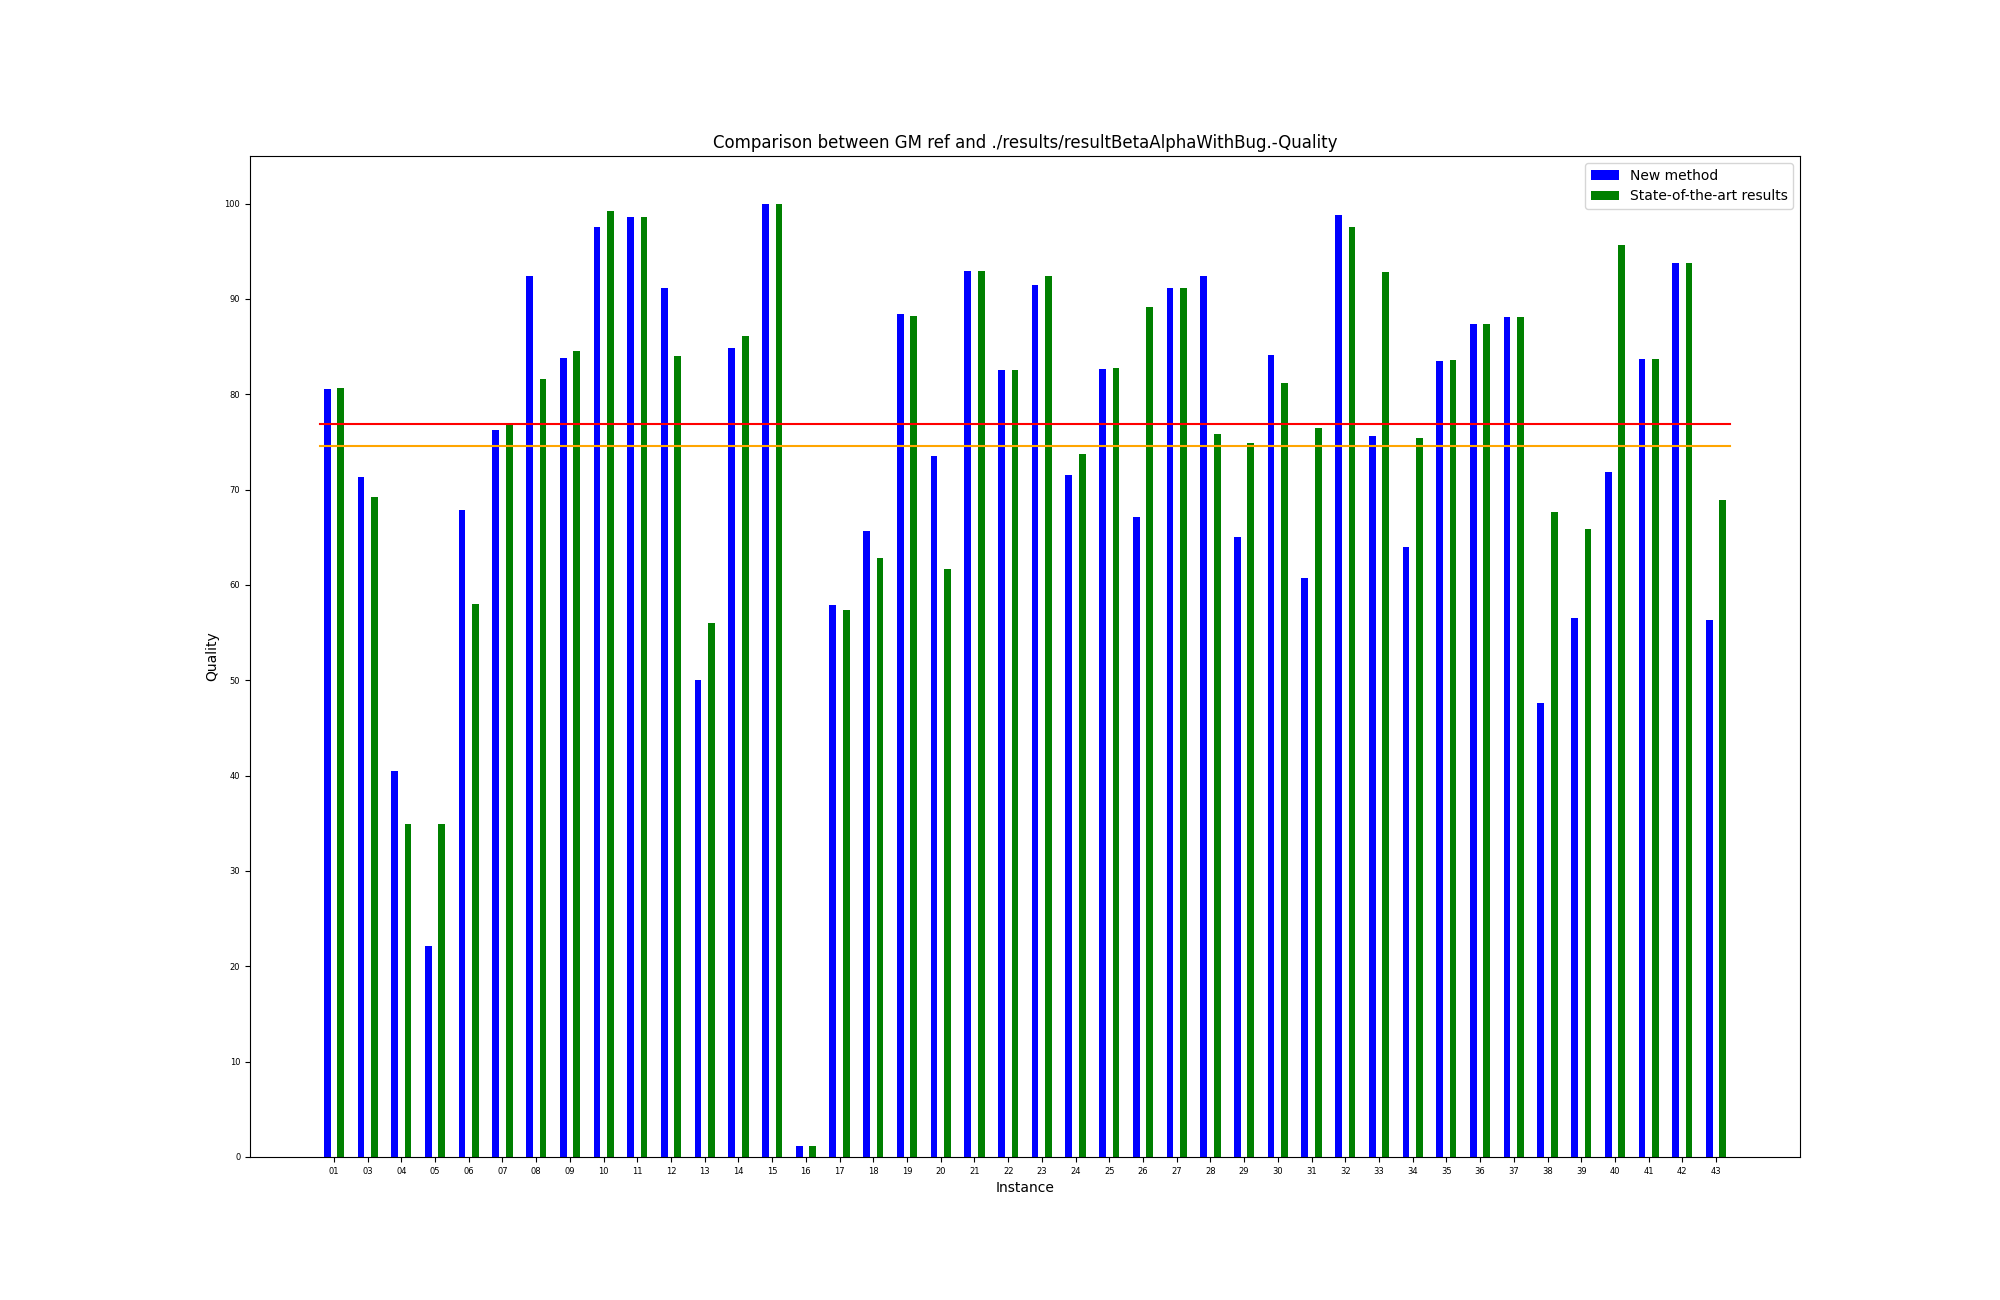 Comparison between GM ref and ./results/resultBetaAlphaWithBug.-Quality
New method
State-of-the-art results
100
90
80
70
60
50
40
30
20
10
0
Quality
01 03 04 05 06 07 08 09 10 11 12 13 14 15 16 17 18 19 20 21 22 23 24 25 26 27 28 29 30 31 32 33 34 35 36 37 38 39 40 41 42 43
Instance